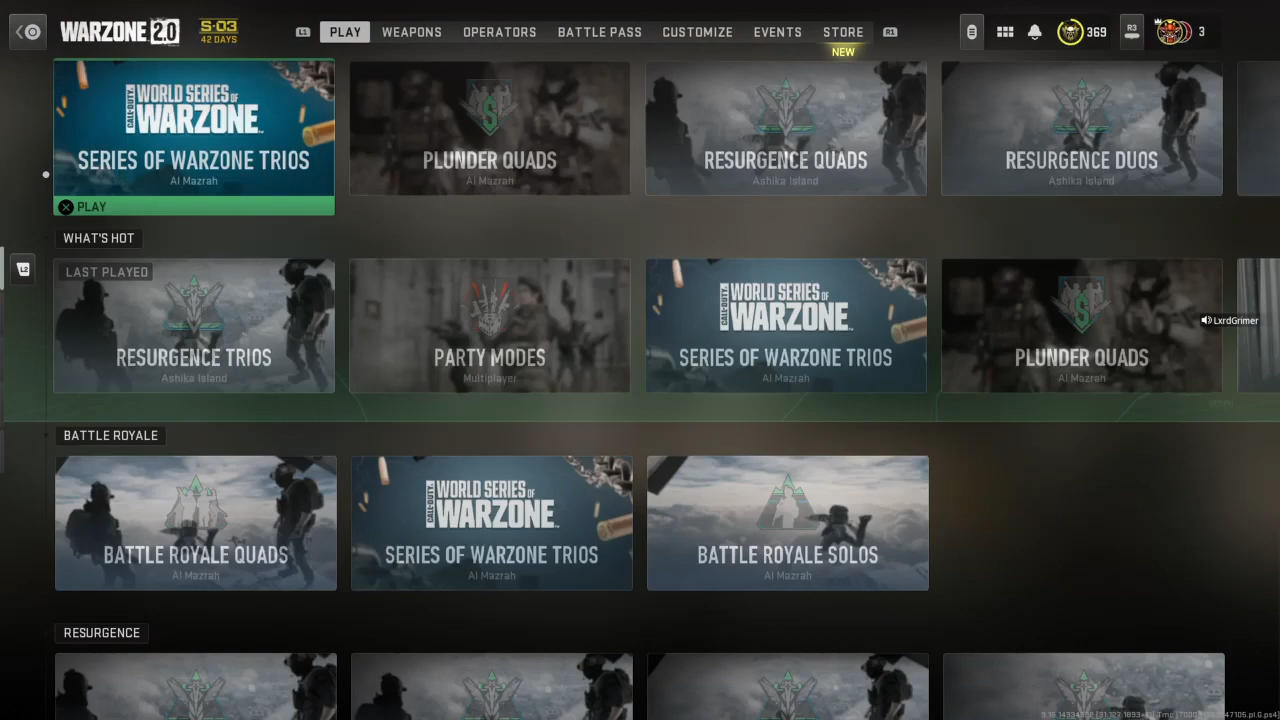 WARZONE 2.0
S·03
42 DAYS
L1
PLAY
WEAPONS
OPERATORS
BATTLE PASS
CUSTOMIZE
EVENTS
STORE
NEW
R1
369
R3
3
CALL·DUTY
WORLD SERIES OF
WARZONE
SERIES OF WARZONE TRIOS
Al Mazrah
PLAY
PLUNDER QUADS
Al Mazrah
RESURGENCE QUADS
Ashika Island
RESURGENCE DUOS
Ashika Island
L2
WHAT'S HOT
LAST PLAYED
RESURGENCE TRIOS
Ashika Island
PARTY MODES
Multiplayer
CALL·DUTY
WORLD SERIES OF
WARZONE
SERIES OF WARZONE TRIOS
Al Mazrah
PLUNDER QUADS
Al Mazrah
LxrdGrimer
BATTLE ROYALE
BATTLE ROYALE QUADS
Al Mazrah
CALL·DUTY
WORLD SERIES OF
WARZONE
SERIES OF WARZONE TRIOS
Al Mazrah
BATTLE ROYALE SOLOS
Al Mazrah
RESURGENCE